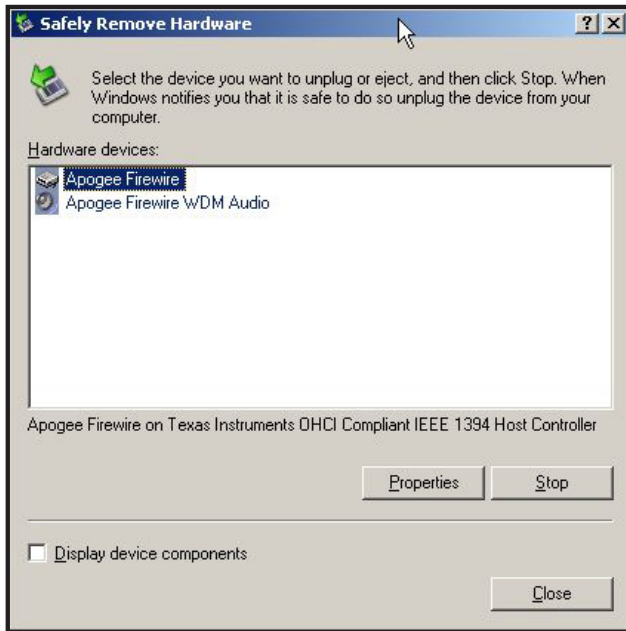 Safely Remove Hardware
Select the device you want to unplug or eject, and then click Stop. When
Windows notifies you that it is safe to do so unplug the device from your
computer.
Hardware devices:
Apogee Firewire
Apogee Firewire WDM Audio
Apogee Firewire on Texas Instruments OHCI Compliant IEEE 1394 Host Controller
Properties Stop
Display device components
Close